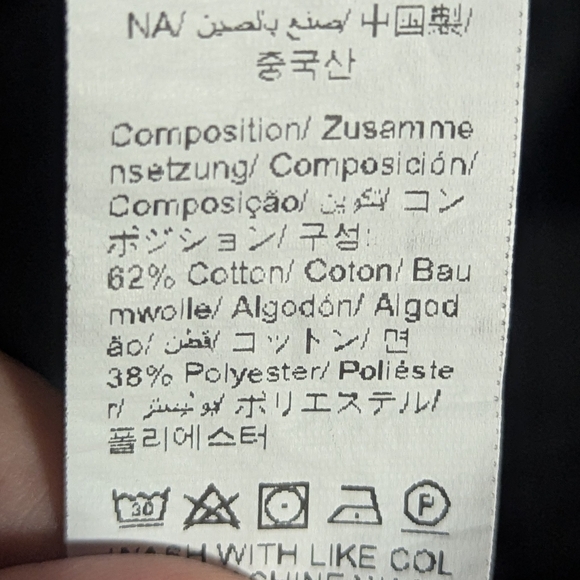 NA/ صنع بالصين/ 中国製/
중국산
Composition/ Zusamme
nsetzung/ Composición/
Composição/ تكوين/ コン
ポジション/ 구성:
62% Cotton/ Coton/ Bau
mwolle/ Algodón/ Algod
ão/ قطن/ コットン/ 면
38% Polyester/ Poliéste
r/ بوليستر/ ポリエステル/
폴리에스터
30 P
WASH WITH LIKE COL